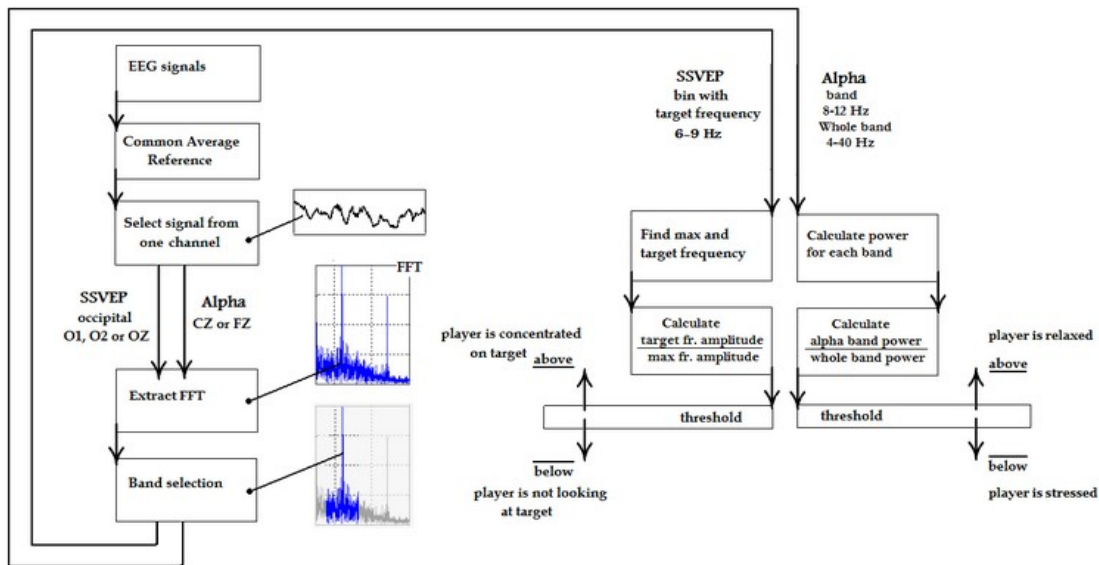 EEG signals
Common Average
Reference
Select signal from
one channel
SSVEP
occipital
O1, O2 or OZ
Alpha
CZ or FZ
FFT
Extract FFT
Band selection
SSVEP
bin with
target frequency
6-9 Hz
Alpha
band
8-12 Hz
Whole band
4-40 Hz
Find max and
target frequency
Calculate power
for each band
Calculate
target fr. amplitude
max fr. amplitude
Calculate
alpha band power
whole band power
player is concentrated
on target
above
player is relaxed
above
threshold
threshold
below
player is not looking
at target
below
player is stressed